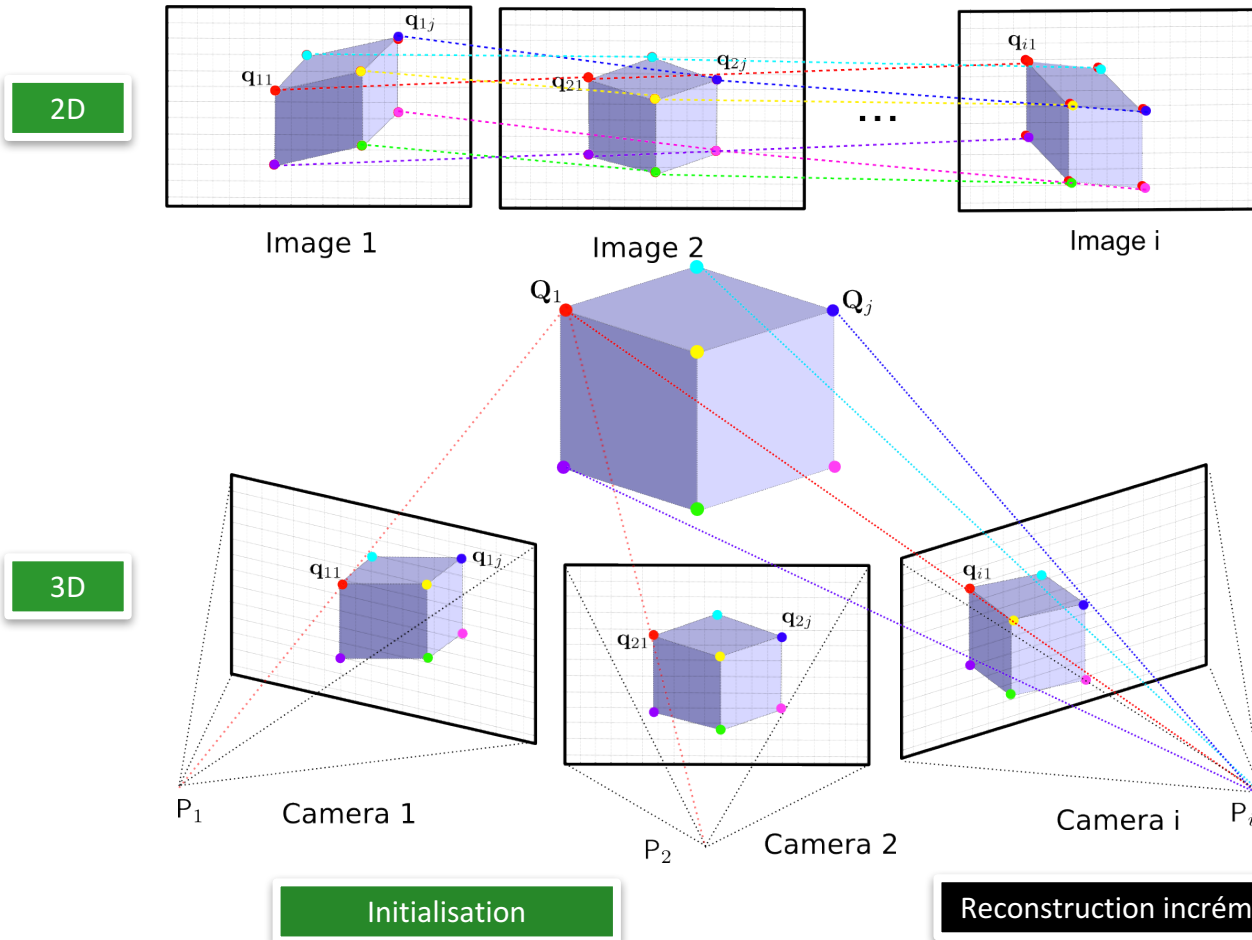 q1j
q11
2D
Image 1
q2j
q21
Image 2
...
qi1
Image i
Q1
Qj
3D
q11
q1j
P1
Camera 1
q21
q2j
P2
Camera 2
qi1
Camera i
Initialisation